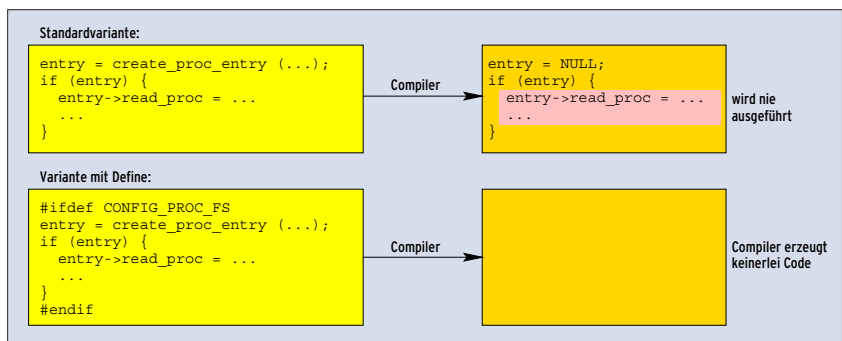 Standardvariante:
entry = create_proc_entry (...);
if (entry) {
  entry->read_proc = ...
  ...
}
Compiler
entry = NULL;
if (entry) {
  entry->read_proc = ...
  ...
}
wird nie
ausgeführt
Variante mit Define:
#ifdef CONFIG_PROC_FS
entry = create_proc_entry (...);
if (entry) {
  entry->read_proc = ...
  ...
}
#endif
Compiler
Compiler erzeugt
keinerlei Code